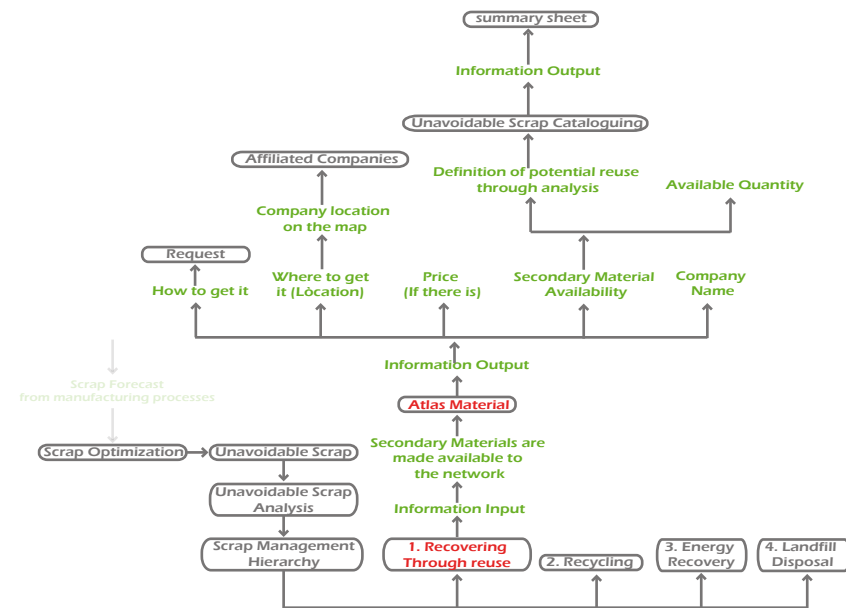 summary sheet
Information Output
Unavoidable Scrap Cataloguing
Affiliated Companies
Definition of potential reuse
through analysis
Available Quantity
Company location
on the map
Request
How to get it
Where to get
it (Lòcation)
Price
(If there is)
Secondary Material
Availability
Company
Name
Information Output
Scrap Forecast
from manufacturing processes
Atlas Material
Scrap Optimization
Unavoidable Scrap
Secondary Materials are
made available to
the network
Unavoidable Scrap
Analysis
Information Input
Scrap Management
Hierarchy
1. Recovering
Through reuse
2. Recycling
3. Energy
Recovery
4. Landfill
Disposal